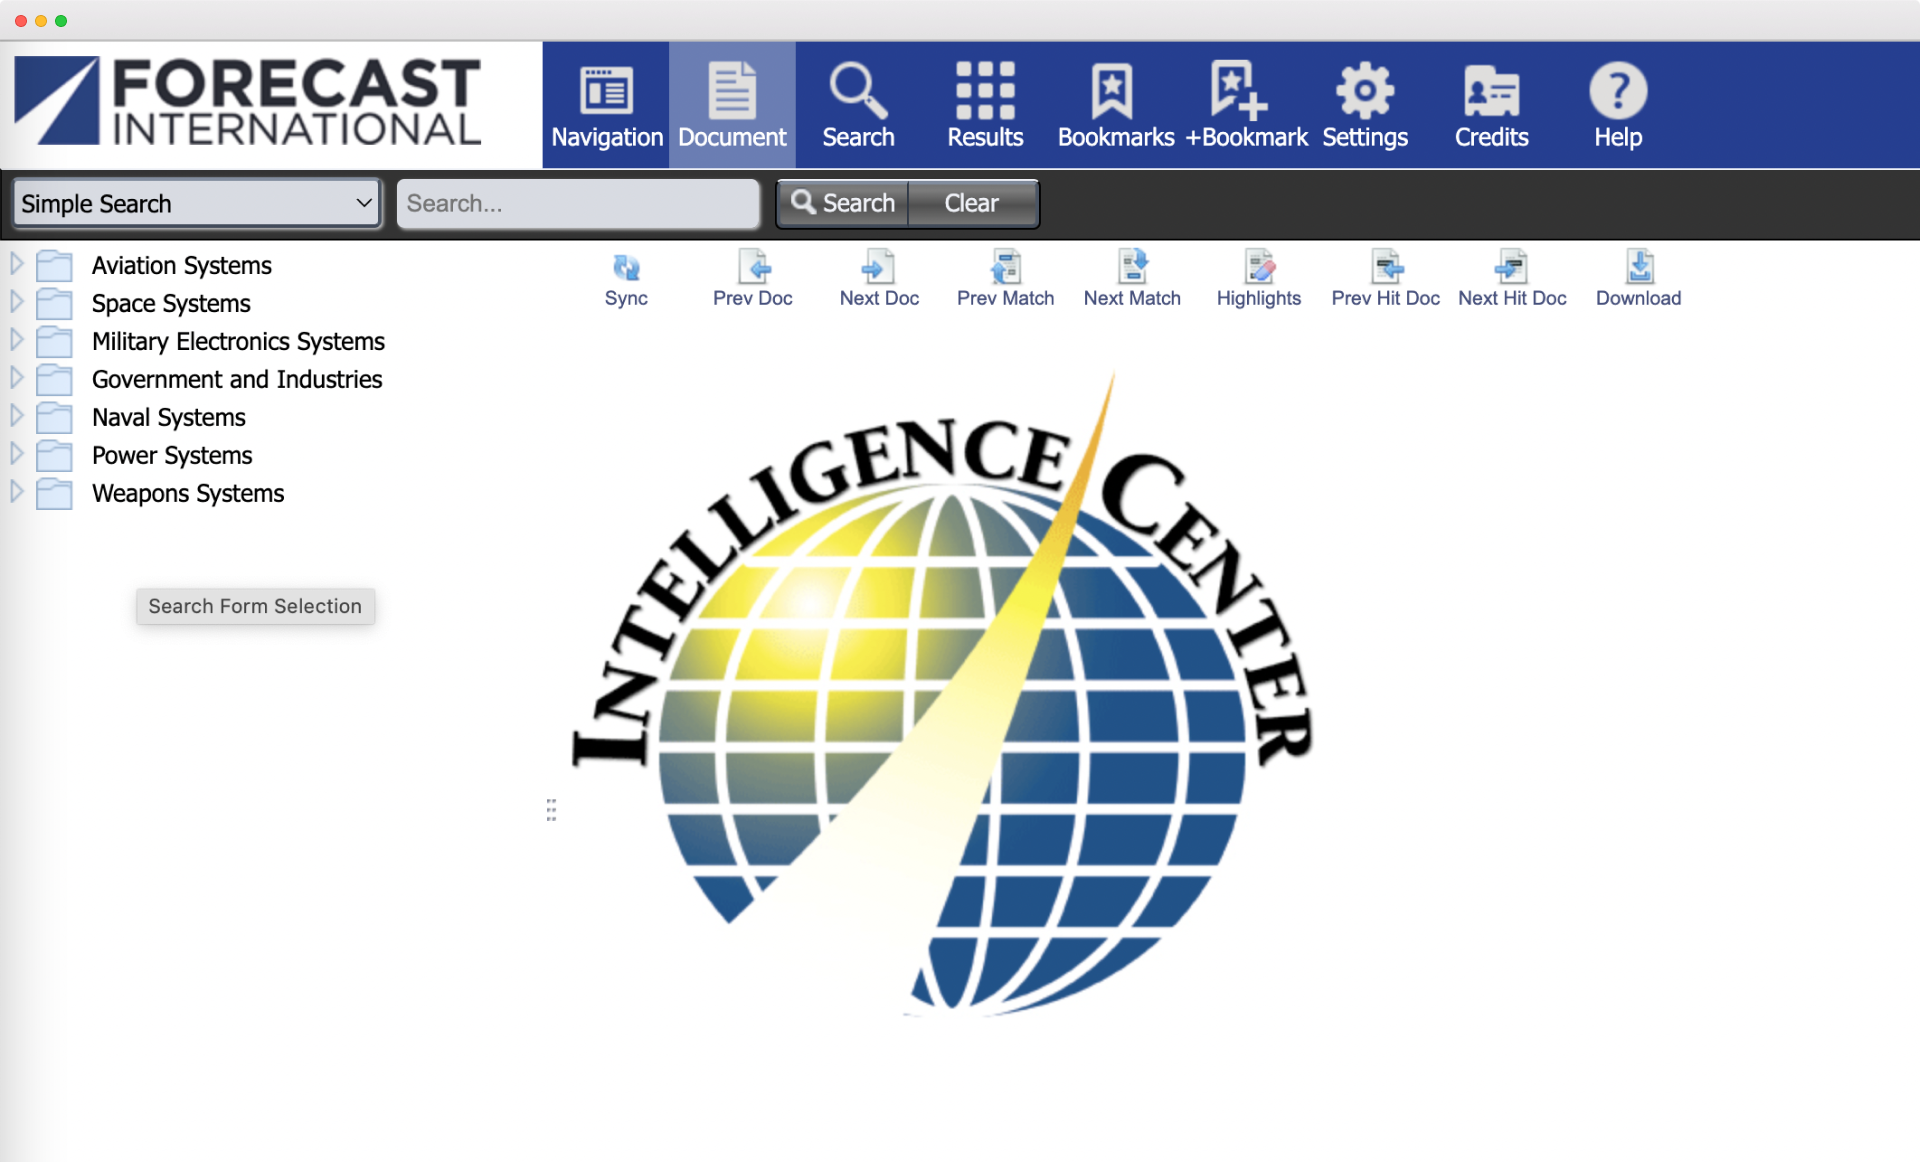 FORECAST
INTERNATIONAL
Navigation
Document
Search
Results
Bookmarks
+Bookmark
Settings
Credits
Help
Simple Search
Search...
Search
Clear
Aviation Systems
Space Systems
Military Electronics Systems
Government and Industries
Naval Systems
Power Systems
Weapons Systems
Search Form Selection
Sync
Prev Doc
Next Doc
Prev Match
Next Match
Highlights
Prev Hit Doc
Next Hit Doc
Download
INTELLIGENCE CENTER